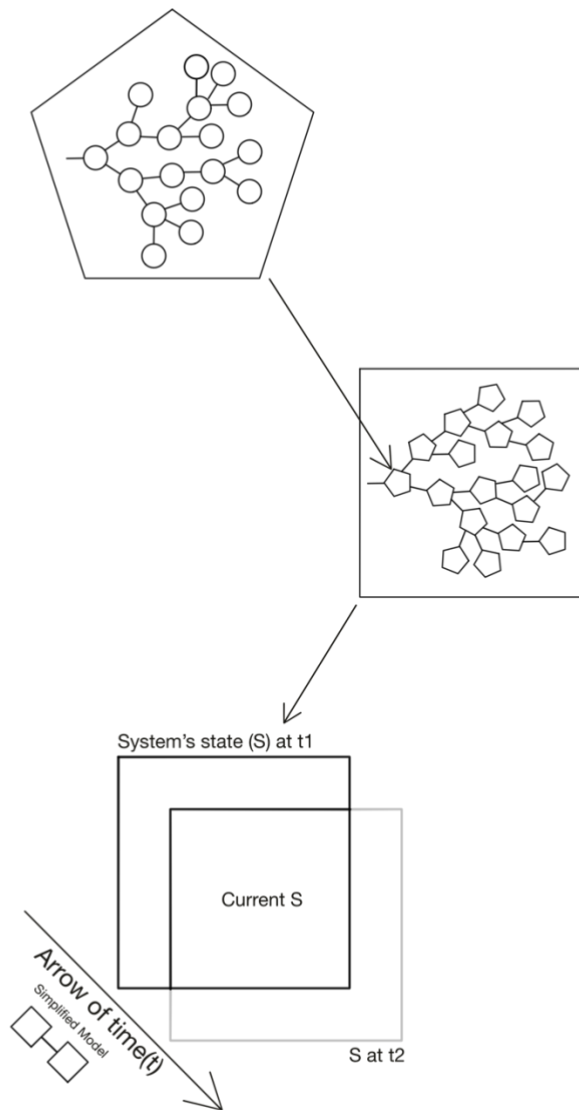 System's state (S) at t1
Current S
Arrow of time(t)
Simplified Model
S at t2